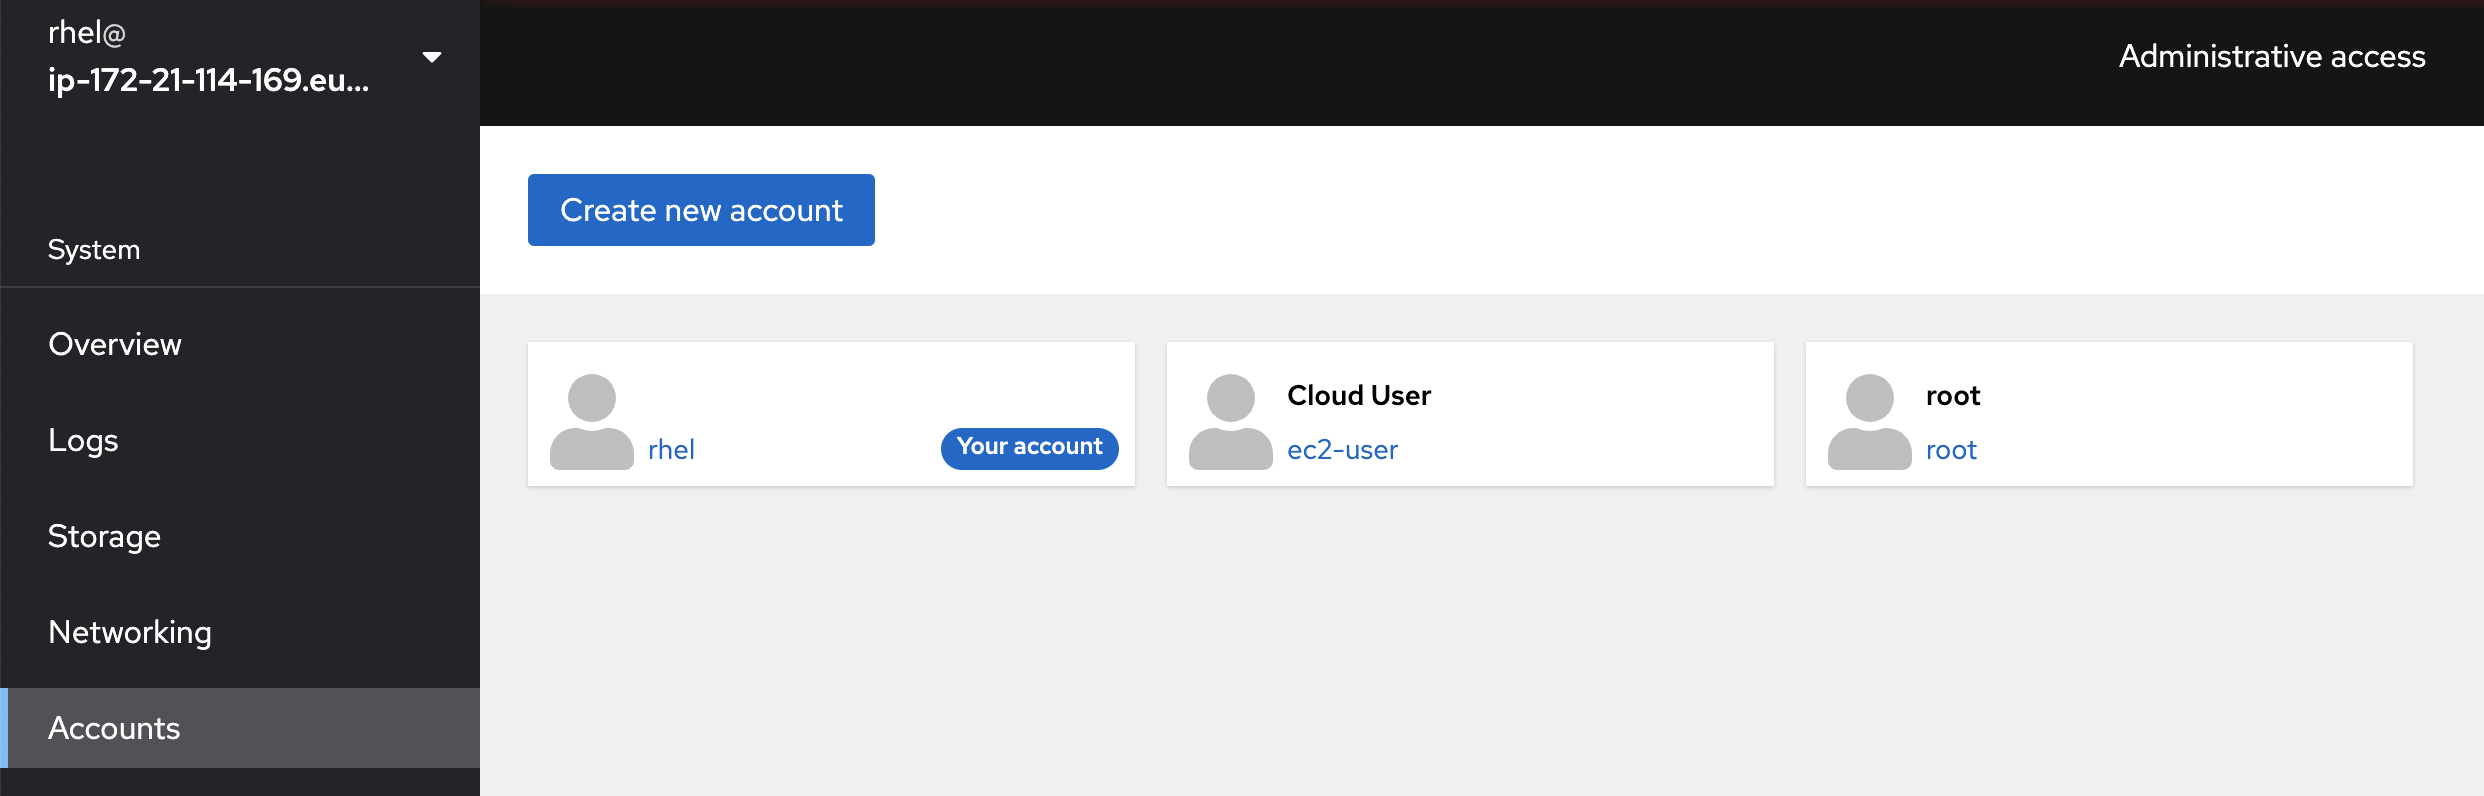 rhel@
ip-172-21-114-169.eu...
Administrative access
System
Overview
Logs
Storage
Networking
Accounts
Create new account
rhel
Your account
Cloud User
ec2-user
root
root